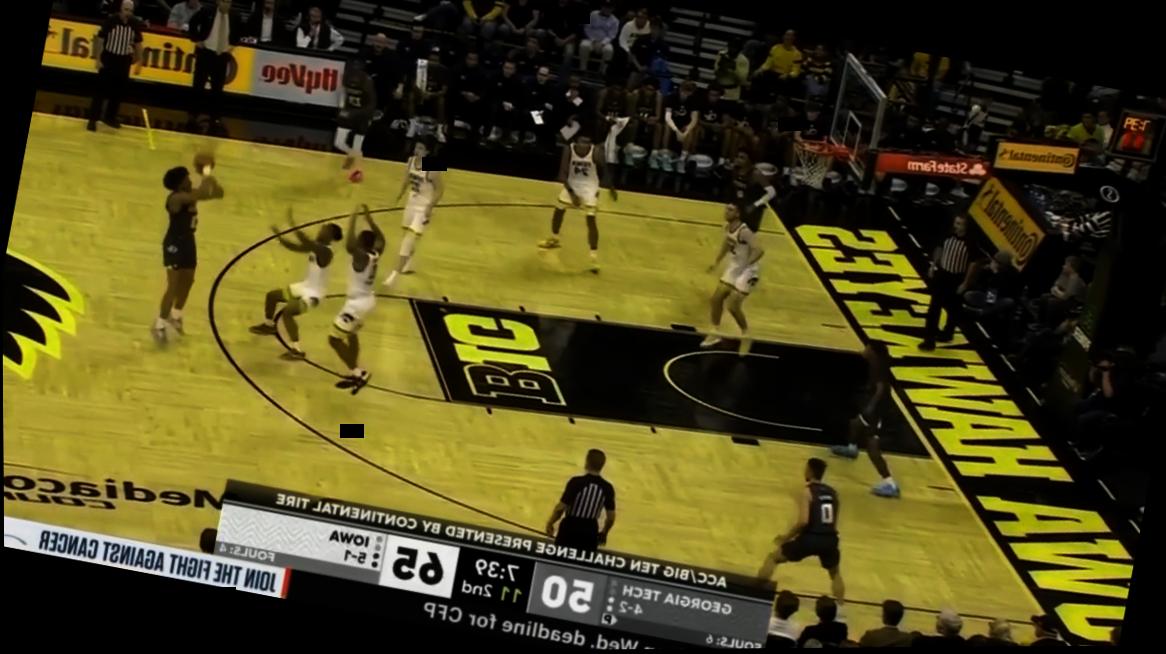 Continental
HyVee
StateFarm
Continental
Continental
HAWKEYES
IOWA
BIG
Mediacom
0
ACC/BIG TEN CHALLENGE PRESENTED BY CONTINENTAL TIRE
GEORGIA TECH
4-2
FOULS: 6
50
7:39
2nd 11
65
IOWA
5-1
FOULS: 4
JOIN THE FIGHT AGAINST CANCER
Wed. deadline for CFP